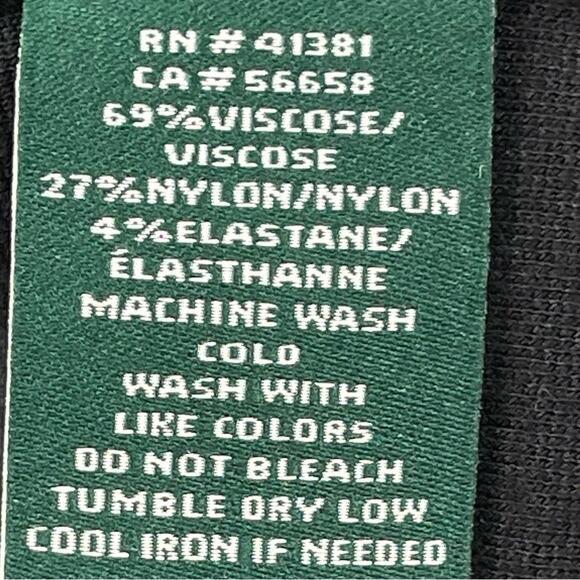 RN # 41381
CA # 56658
69% VISCOSE/
VISCOSE
27% NYLON/NYLON
4% ELASTANE/
ÉLASTHANNE
MACHINE WASH
COLD
WASH WITH
LIKE COLORS
DO NOT BLEACH
TUMBLE DRY LOW
COOL IRON IF NEEDED